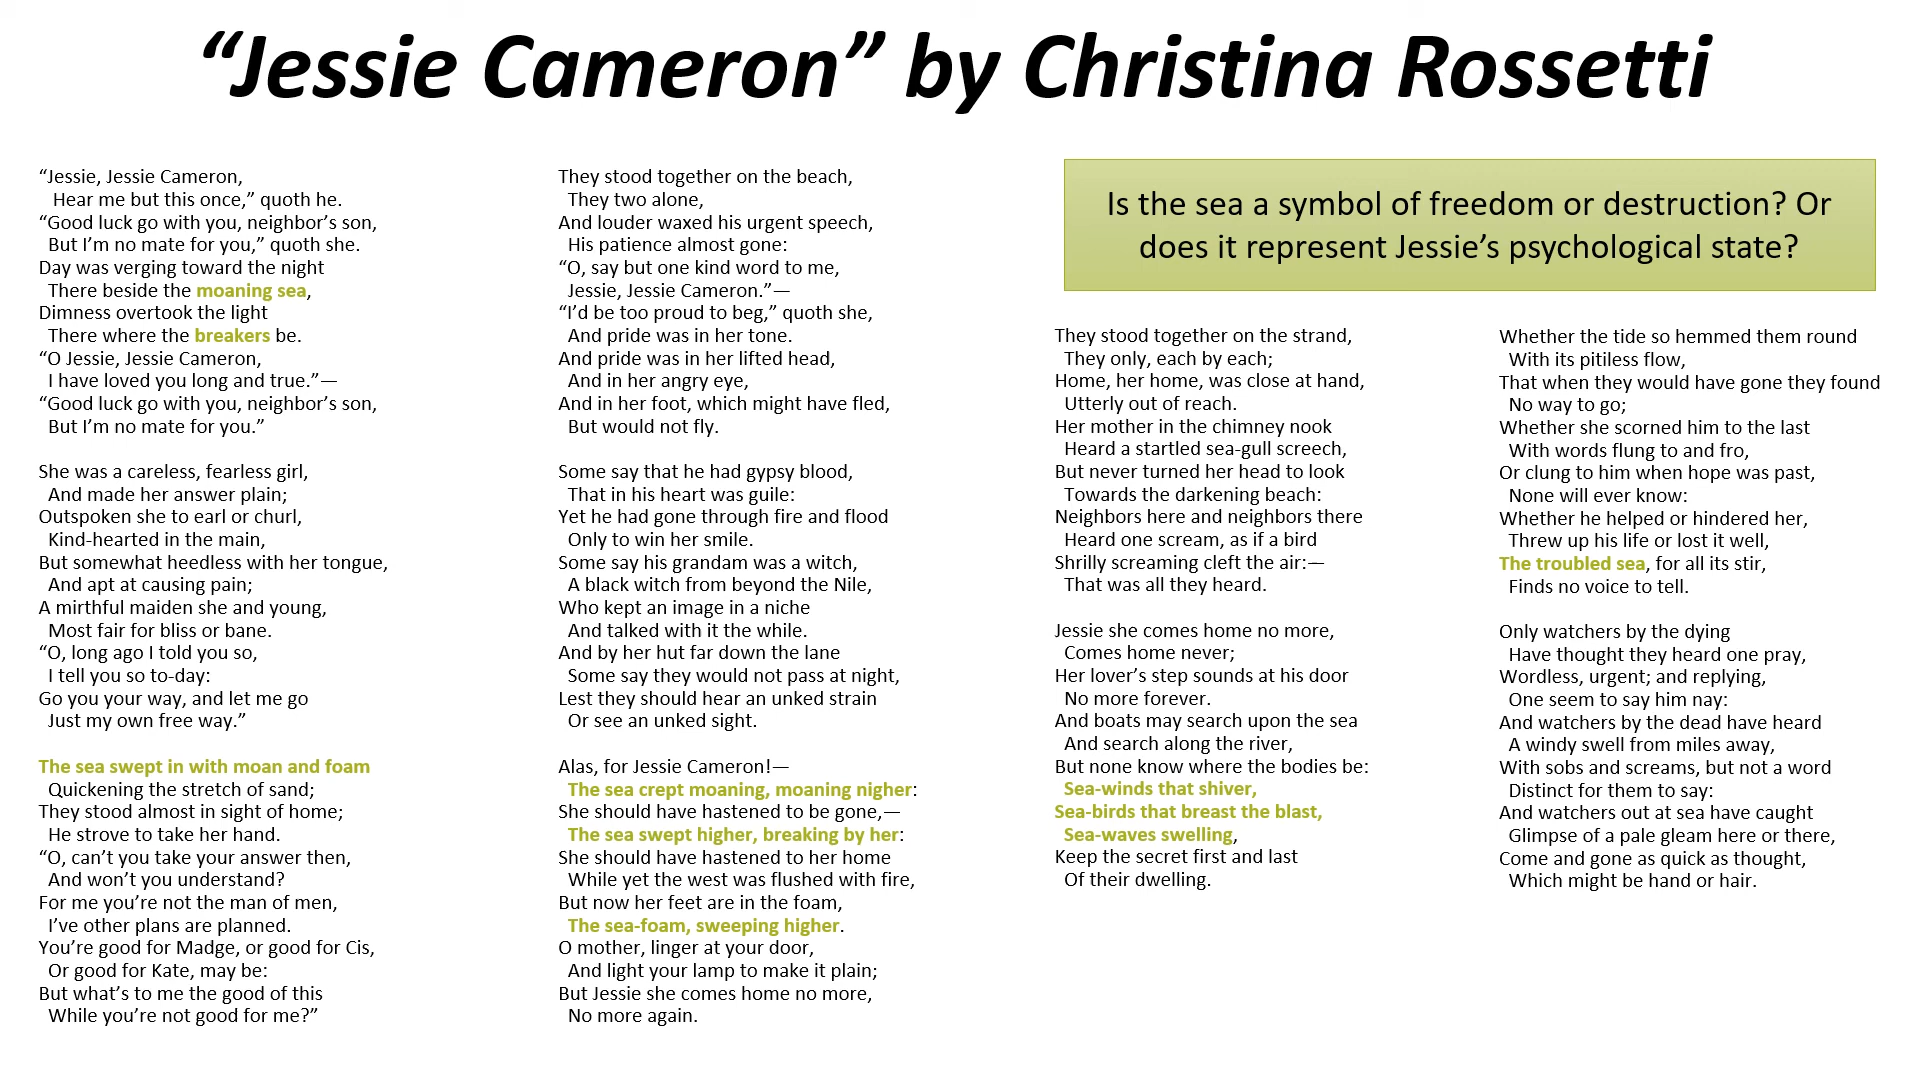 “Jessie Cameron” by Christina Rossetti
“Jessie, Jessie Cameron,
Hear me but this once,” quoth he.
“Good luck go with you, neighbor’s son,
But I’m no mate for you,” quoth she.
Day was verging toward the night
There beside the moaning sea,
Dimness overtook the light
There where the breakers be.
“O Jessie, Jessie Cameron,
I have loved you long and true.”—
“Good luck go with you, neighbor’s son,
But I’m no mate for you.”
She was a careless, fearless girl,
And made her answer plain;
Outspoken she to earl or churl,
Kind-hearted in the main,
But somewhat heedless with her tongue,
And apt at causing pain;
A mirthful maiden she and young,
Most fair for bliss or bane.
“O, long ago I told you so,
I tell you so to-day:
Go you your way, and let me go
Just my own free way.”
The sea swept in with moan and foam
Quickening the stretch of sand;
They stood almost in sight of home;
He strove to take her hand.
“O, can’t you take your answer then,
And won’t you understand?
For me you’re not the man of men,
I’ve other plans are planned.
You’re good for Madge, or good for Cis,
Or good for Kate, may be:
But what’s to me the good of this
While you’re not good for me?”
They stood together on the beach,
They two alone,
And louder waxed his urgent speech,
His patience almost gone:
“O, say but one kind word to me,
Jessie, Jessie Cameron.”—
“I’d be too proud to beg,” quoth she,
And pride was in her tone.
And pride was in her lifted head,
And in her angry eye,
And in her foot, which might have fled,
But would not fly.
Some say that he had gypsy blood,
That in his heart was guile:
Yet he had gone through fire and flood
Only to win her smile.
Some say his grandam was a witch,
A black witch from beyond the Nile,
Who kept an image in a niche
And talked with it the while.
And by her hut far down the lane
Some say they would not pass at night,
Lest they should hear an unked strain
Or see an unked sight.
Alas, for Jessie Cameron!—
The sea crept moaning, moaning nigher:
She should have hastened to be gone,—
The sea swept higher, breaking by her:
She should have hastened to her home
While yet the west was flushed with fire,
But now her feet are in the foam,
The sea-foam, sweeping higher.
O mother, linger at your door,
And light your lamp to make it plain;
But Jessie she comes home no more,
No more again.
Is the sea a symbol of freedom or destruction? Or
does it represent Jessie’s psychological state?
They stood together on the strand,
They only, each by each;
Home, her home, was close at hand,
Utterly out of reach.
Her mother in the chimney nook
Heard a startled sea-gull screech,
But never turned her head to look
Towards the darkening beach:
Neighbors here and neighbors there
Heard one scream, as if a bird
Shrilly screaming cleft the air:—
That was all they heard.
Jessie she comes home no more,
Comes home never;
Her lover’s step sounds at his door
No more forever.
And boats may search upon the sea
And search along the river,
But none know where the bodies be:
Sea-winds that shiver,
Sea-birds that breast the blast,
Sea-waves swelling,
Keep the secret first and last
Of their dwelling.
Whether the tide so hemmed them round
With its pitiless flow,
That when they would have gone they found
No way to go;
Whether she scorned him to the last
With words flung to and fro,
Or clung to him when hope was past,
None will ever know:
Whether he helped or hindered her,
Threw up his life or lost it well,
The troubled sea, for all its stir,
Finds no voice to tell.
Only watchers by the dying
Have thought they heard one pray,
Wordless, urgent; and replying,
One seem to say him nay:
And watchers by the dead have heard
A windy swell from miles away,
With sobs and screams, but not a word
Distinct for them to say:
And watchers out at sea have caught
Glimpse of a pale gleam here or there,
Come and gone as quick as thought,
Which might be hand or hair.